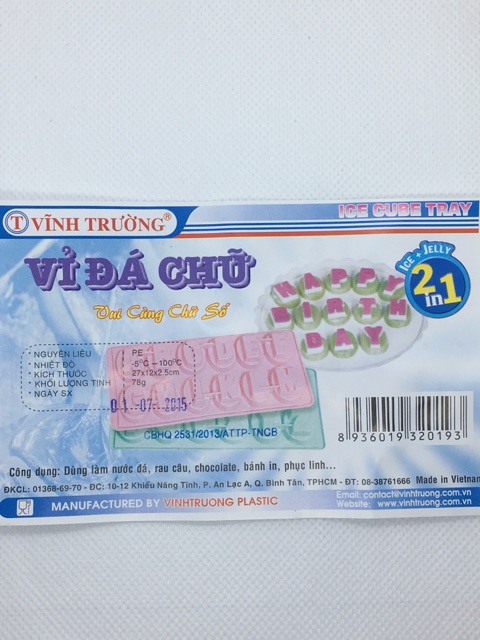 T VĨNH TRƯỜNG®
ICE CUBE TRAY
VỈ ĐÁ CHỮ
Vui Cùng Chữ Số
ICE + JELLY
2 in 1
HAPPY
BIRTH
DAY
* NGUYÊN LIỆU PE
* NHIỆT ĐỘ -5°C – 100°C
* KÍCH THƯỚC 27x12x2.5cm
* KHỐI LƯỢNG TỊNH 78g
* NGÀY SX
01-07-2015
CBHQ 2531/2013/ATTP-TNCB
8 936019 320193
Công dụng: Dùng làm nước đá, rau câu, chocolate, bánh in, phục linh...
ĐKCL: 01368-69-70 - ĐC: 10-12 Khiếu Năng Tĩnh, P. An Lạc A, Q. Bình Tân, TPHCM - ĐT: 08-38761666 Made in Vietnam
MANUFACTURED BY VINHTRUONG PLASTIC
Email: contact@vinhtruong.com.vn
Website: www.vinhtruong.com.vn